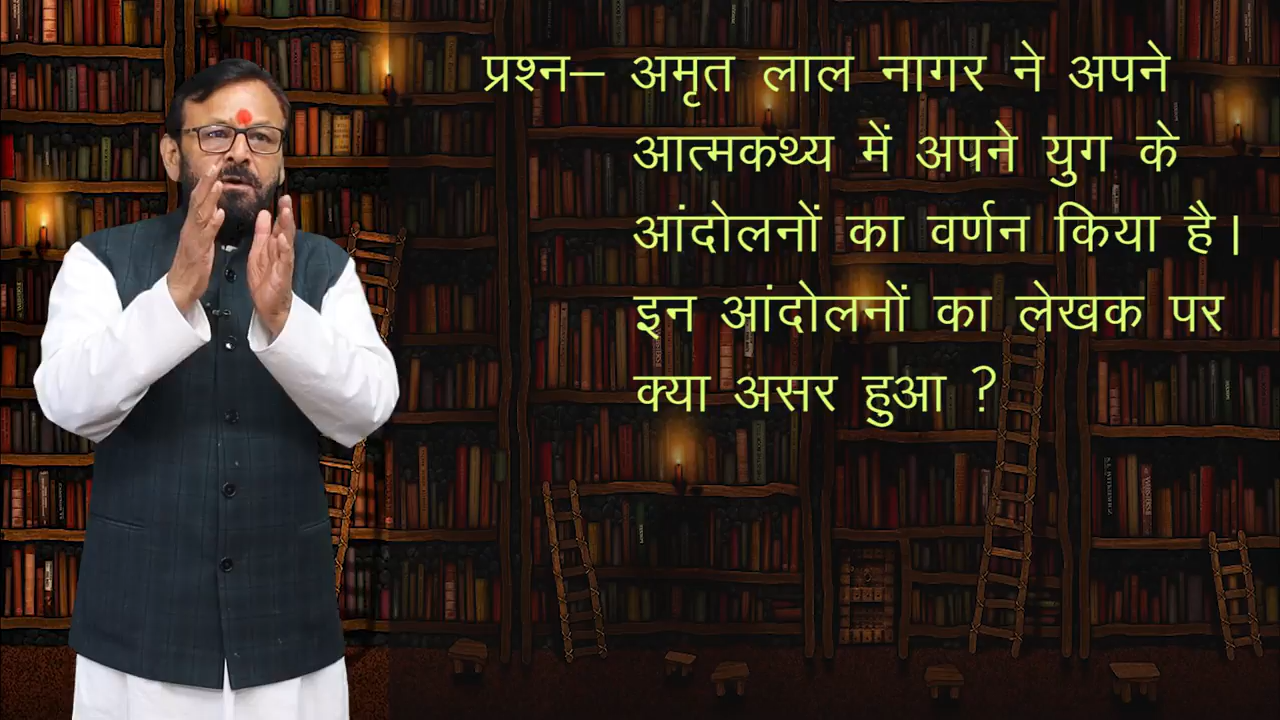 प्रश्न– अमृत लाल नागर ने अपने
आत्मकथ्य में अपने युग के
आंदोलनों का वर्णन किया है।
इन आंदोलनों का लेखक पर
क्या असर हुआ ?